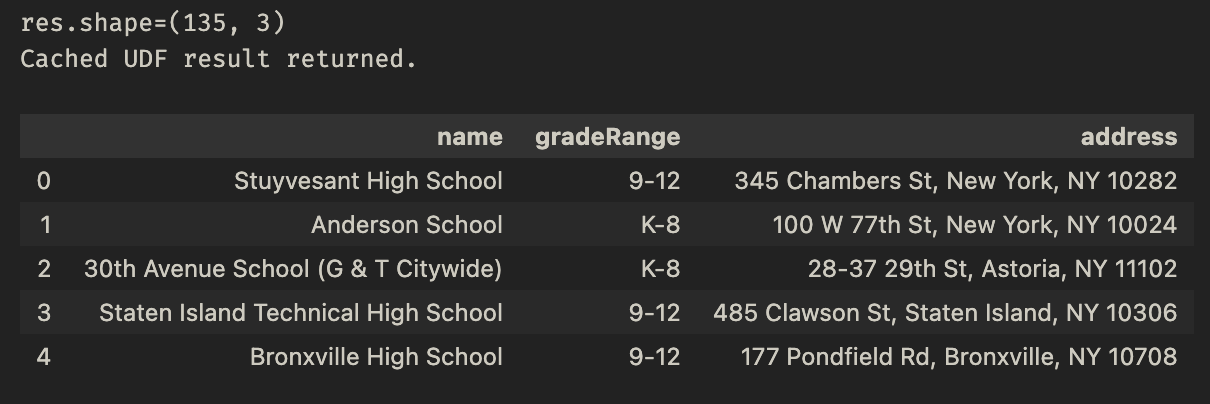 res.shape=(135, 3)
Cached UDF result returned.
name gradeRange address
0 Stuyvesant High School 9-12 345 Chambers St, New York, NY 10282
1 Anderson School K-8 100 W 77th St, New York, NY 10024
2 30th Avenue School (G & T Citywide) K-8 28-37 29th St, Astoria, NY 11102
3 Staten Island Technical High School 9-12 485 Clawson St, Staten Island, NY 10306
4 Bronxville High School 9-12 177 Pondfield Rd, Bronxville, NY 10708